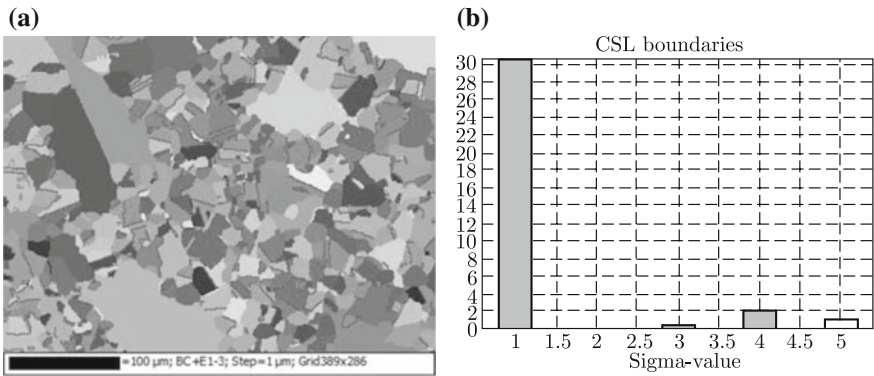 (a)
=100 µm; BC+E1-3; Step=1 µm; Grid389x286
(b)
CSL boundaries
30
28
26
24
22
20
18
16
14
12
10
8
6
4
2
0
1 1.5 2 2.5 3 3.5 4 4.5 5
Sigma-value